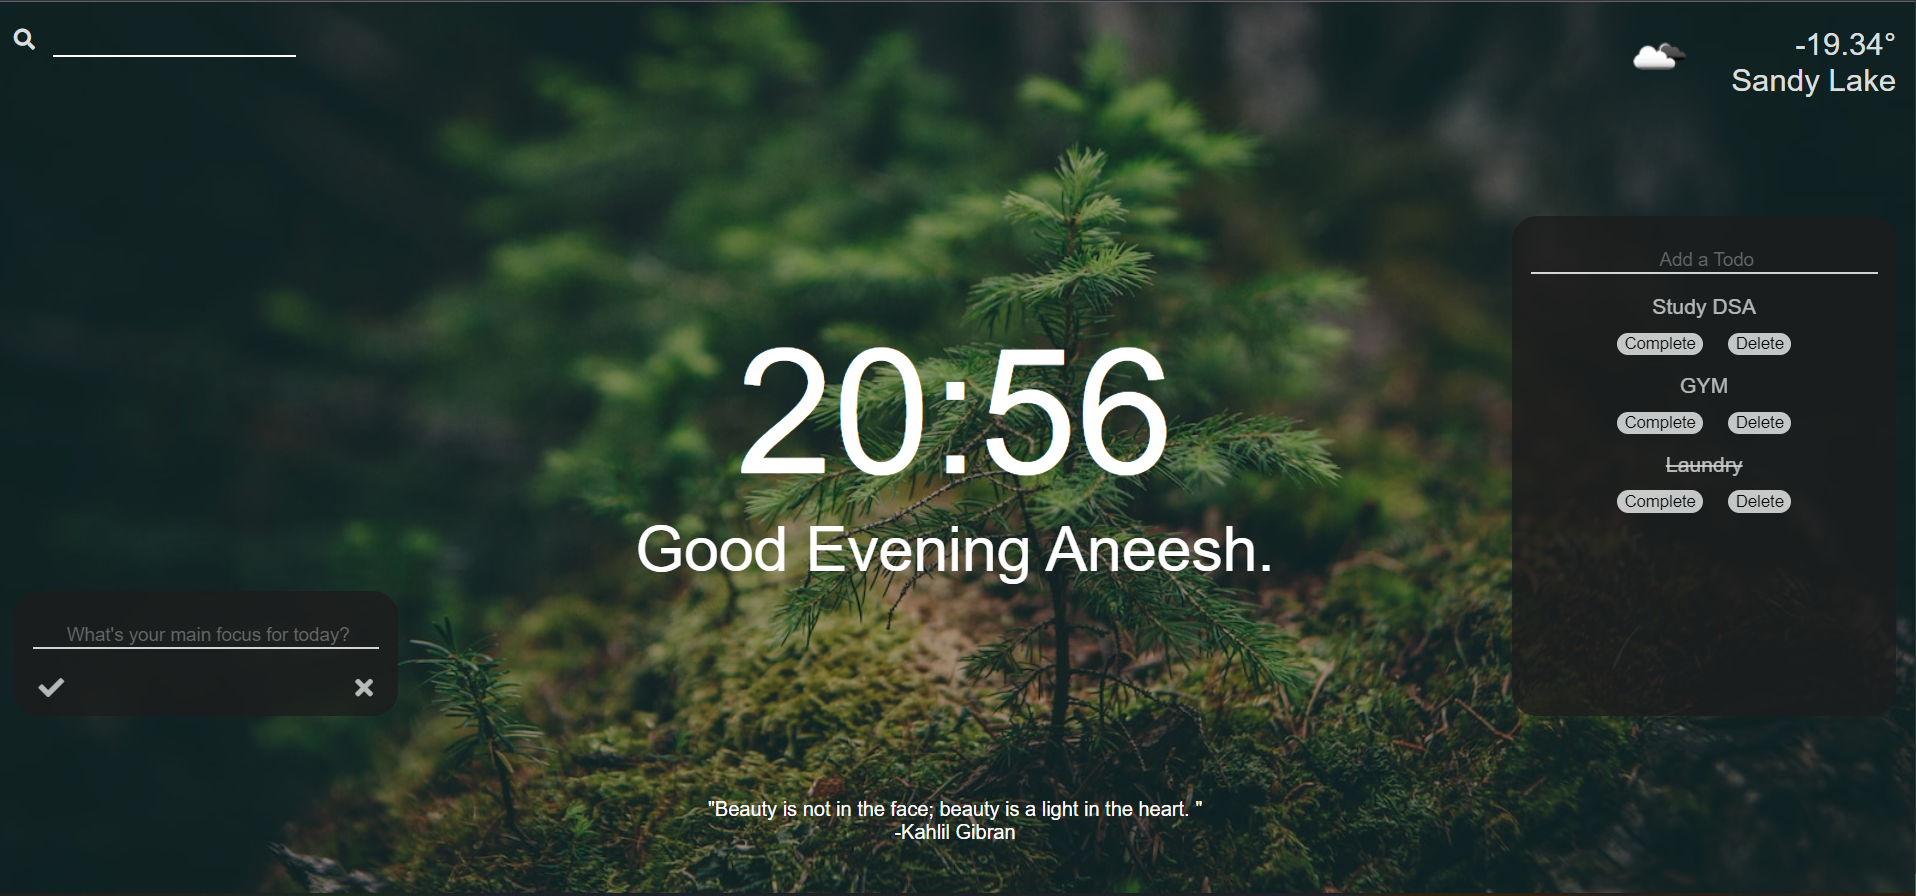 -19.34°
Sandy Lake
Add a Todo
Study DSA
Complete Delete
GYM
Complete Delete
Laundry
Complete Delete
20:56
Good Evening Aneesh.
What's your main focus for today?
"Beauty is not in the face; beauty is a light in the heart. "
-Kahlil Gibran